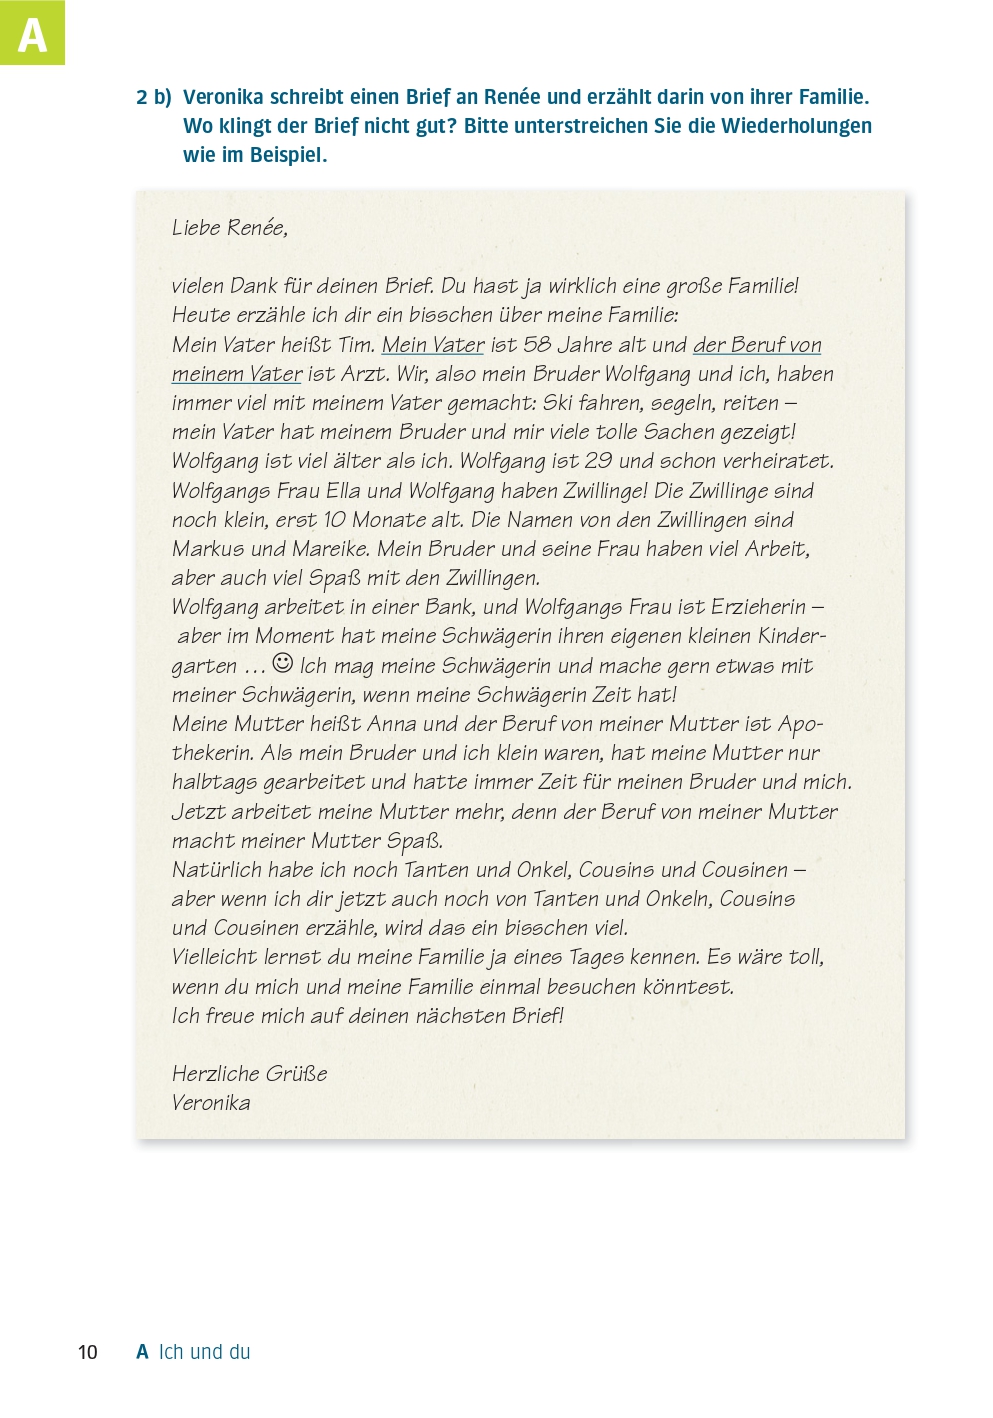 A
2 b) Veronika schreibt einen Brief an Renée und erzählt darin von ihrer Familie.
Wo klingt der Brief nicht gut? Bitte unterstreichen Sie die Wiederholungen
wie im Beispiel.
Liebe Renée,
vielen Dank für deinen Brief. Du hast ja wirklich eine große Familie!
Heute erzähle ich dir ein bisschen über meine Familie:
Mein Vater heißt Tim. Mein Vater ist 58 Jahre alt und der Beruf von
meinem Vater ist Arzt. Wir, also mein Bruder Wolfgang und ich, haben
immer viel mit meinem Vater gemacht: Ski fahren, segeln, reiten –
mein Vater hat meinem Bruder und mir viele tolle Sachen gezeigt!
Wolfgang ist viel älter als ich. Wolfgang ist 29 und schon verheiratet.
Wolfgangs Frau Ella und Wolfgang haben Zwillinge! Die Zwillinge sind
noch klein, erst 10 Monate alt. Die Namen von den Zwillingen sind
Markus und Mareike. Mein Bruder und seine Frau haben viel Arbeit,
aber auch viel Spaß mit den Zwillingen.
Wolfgang arbeitet in einer Bank, und Wolfgangs Frau ist Erzieherin –
aber im Moment hat meine Schwägerin ihren eigenen kleinen Kinder-
garten … ☺ Ich mag meine Schwägerin und mache gern etwas mit
meiner Schwägerin, wenn meine Schwägerin Zeit hat!
Meine Mutter heißt Anna und der Beruf von meiner Mutter ist Apo-
thekerin. Als mein Bruder und ich klein waren, hat meine Mutter nur
halbtags gearbeitet und hatte immer Zeit für meinen Bruder und mich.
Jetzt arbeitet meine Mutter mehr, denn der Beruf von meiner Mutter
macht meiner Mutter Spaß.
Natürlich habe ich noch Tanten und Onkel, Cousins und Cousinen –
aber wenn ich dir jetzt auch noch von Tanten und Onkeln, Cousins
und Cousinen erzähle, wird das ein bisschen viel.
Vielleicht lernst du meine Familie ja eines Tages kennen. Es wäre toll,
wenn du mich und meine Familie einmal besuchen könntest.
Ich freue mich auf deinen nächsten Brief!
Herzliche Grüße
Veronika
10 A Ich und du